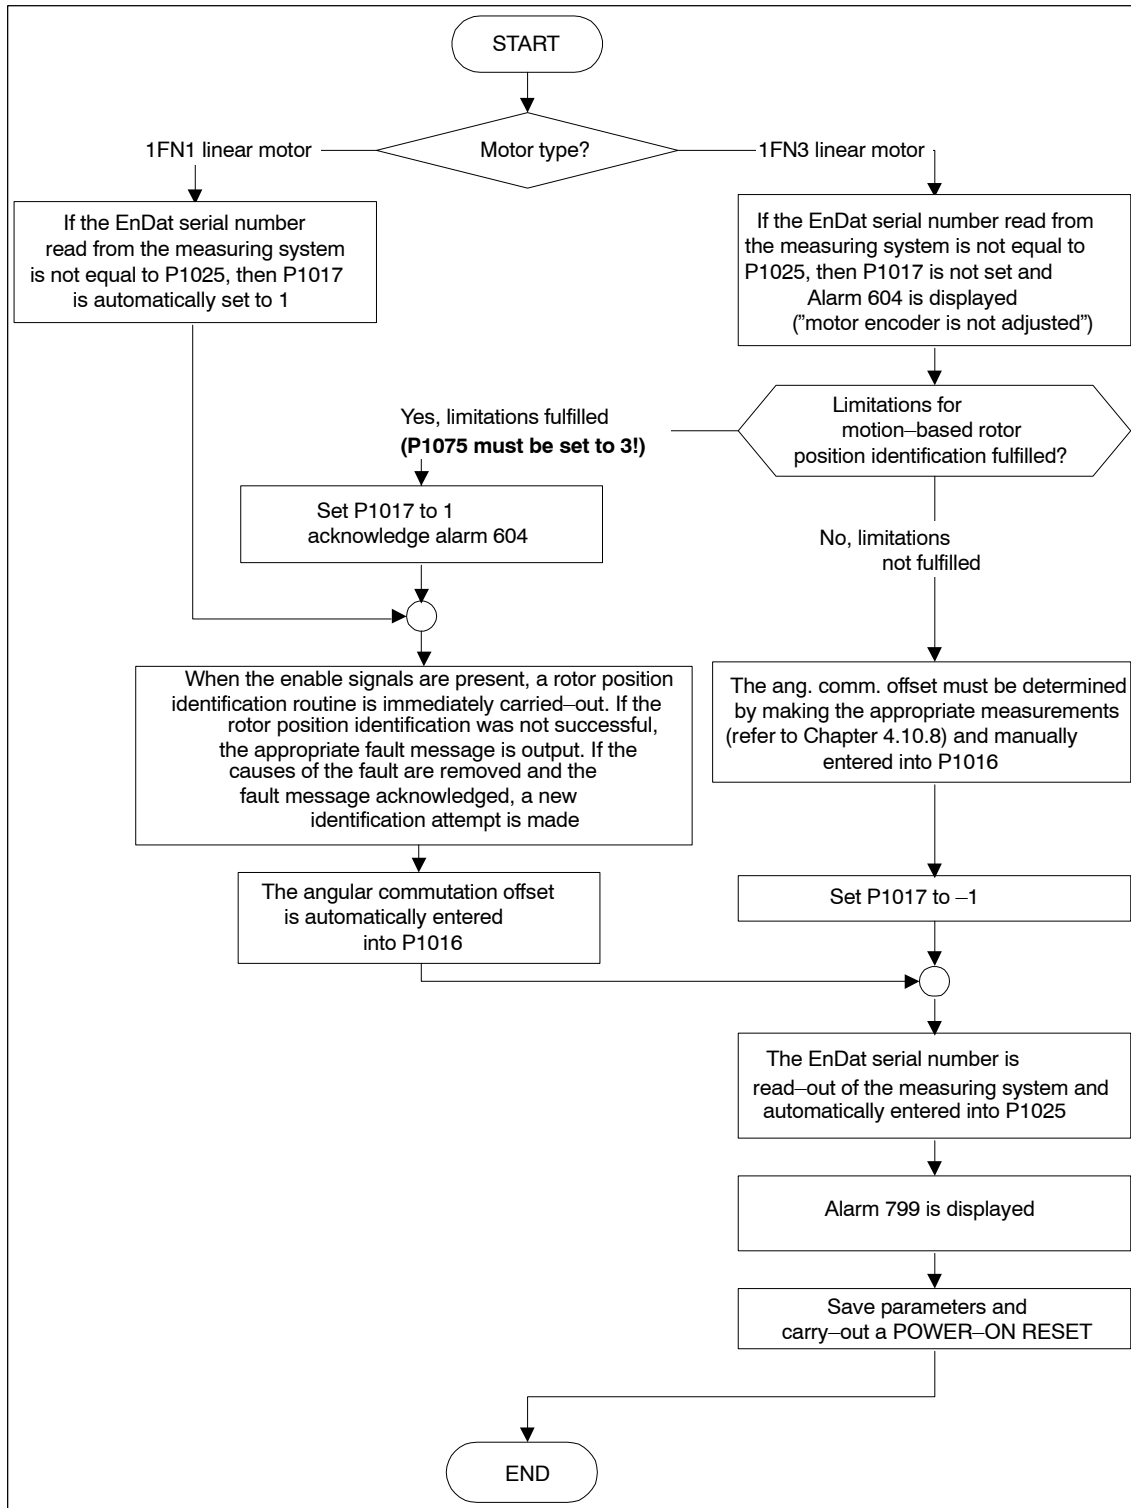 START
Motor type?
1FN1 linear motor
1FN3 linear motor
If the EnDat serial number
read from the measuring system
is not equal to P1025, then P1017
is automatically set to 1
If the EnDat serial number read from
the measuring system is not equal to
P1025, then P1017 is not set and
Alarm 604 is displayed
("motor encoder is not adjusted")
Limitations for
motion–based rotor
position identification fulfilled?
Yes, limitations fulfilled
(P1075 must be set to 3!)
Set P1017 to 1
acknowledge alarm 604
No, limitations
not fulfilled
When the enable signals are present, a rotor position
identification routine is immediately carried–out. If the
rotor position identification was not successful,
the appropriate fault message is output. If the
causes of the fault are removed and the
fault message acknowledged, a new
identification attempt is made
The ang. comm. offset must be determined
by making the appropriate measurements
(refer to Chapter 4.10.8) and manually
entered into P1016
The angular commutation offset
is automatically entered
into P1016
Set P1017 to –1
The EnDat serial number is
read–out of the measuring system and
automatically entered into P1025
Alarm 799 is displayed
Save parameters and
carry–out a POWER–ON RESET
END